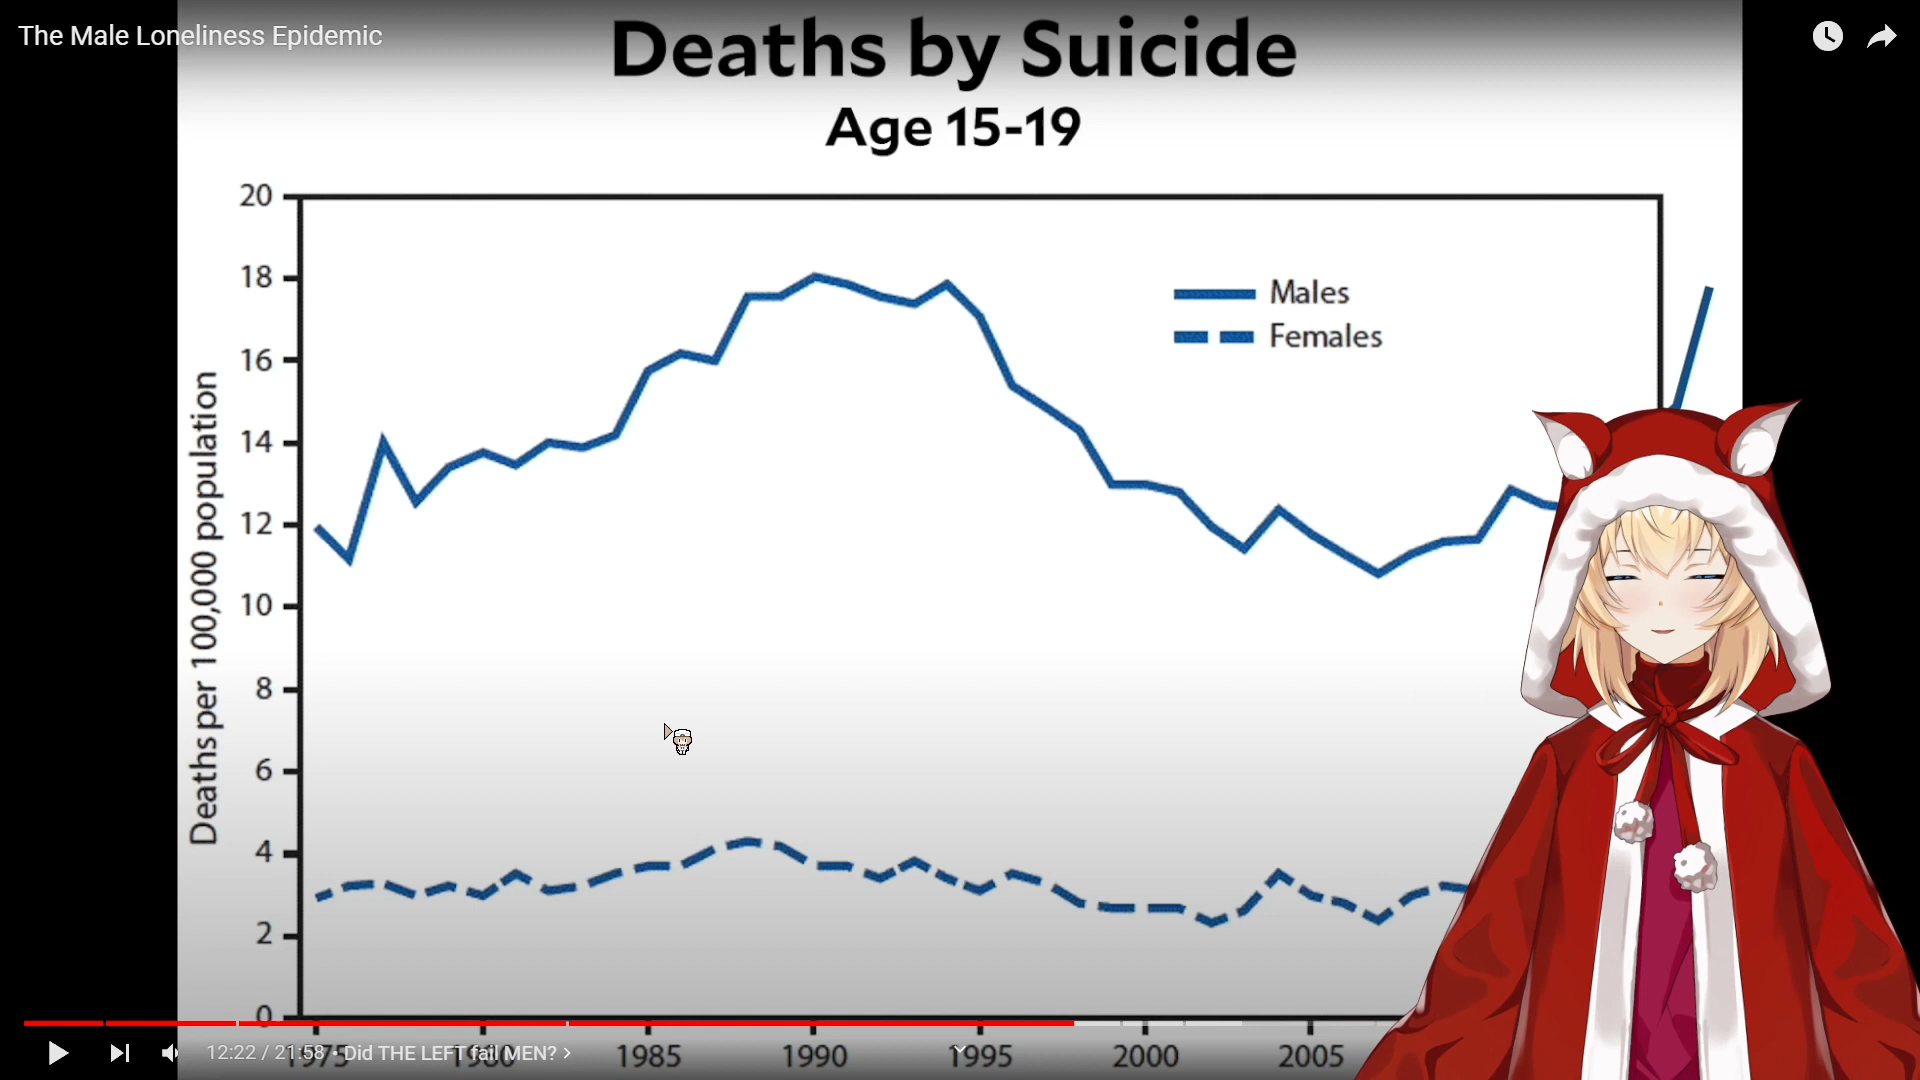 The Male Loneliness Epidemic
Deaths by Suicide
Age 15-19
Deaths per 100,000 population
20
18
16
14
12
10
8
6
4
2
0
Males
Females
1975
1980
1985
1990
1995
2000
2005
12:22 / 21:58 • Did THE LEFT fail MEN? >